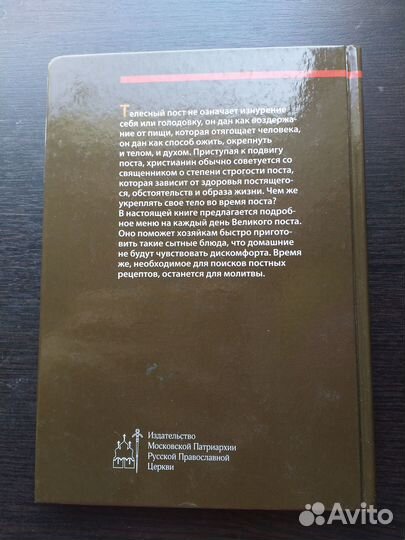 Телесный пост не означает изнурение
себя или голодовку, он дан как воздержа-
ние от пищи, которая отягощает человека,
он дан как способ ожить, окрепнуть
и телом, и духом. Приступая к подвигу
поста, христианин обычно советуется со
священником о степени строгости поста,
которая зависит от здоровья постящего-
ся, обстоятельств и образа жизни. Чем же
укреплять свое тело во время поста?
В настоящей книге предлагается подроб-
ное меню на каждый день Великого поста.
Оно поможет хозяйкам быстро пригото-
вить такие сытные блюда, что домашние
не будут чувствовать дискомфорта. Время
же, необходимое для поисков постных
рецептов, останется для молитвы.
Издательство
Московской Патриархии
Русской Православной
Церкви
Avito